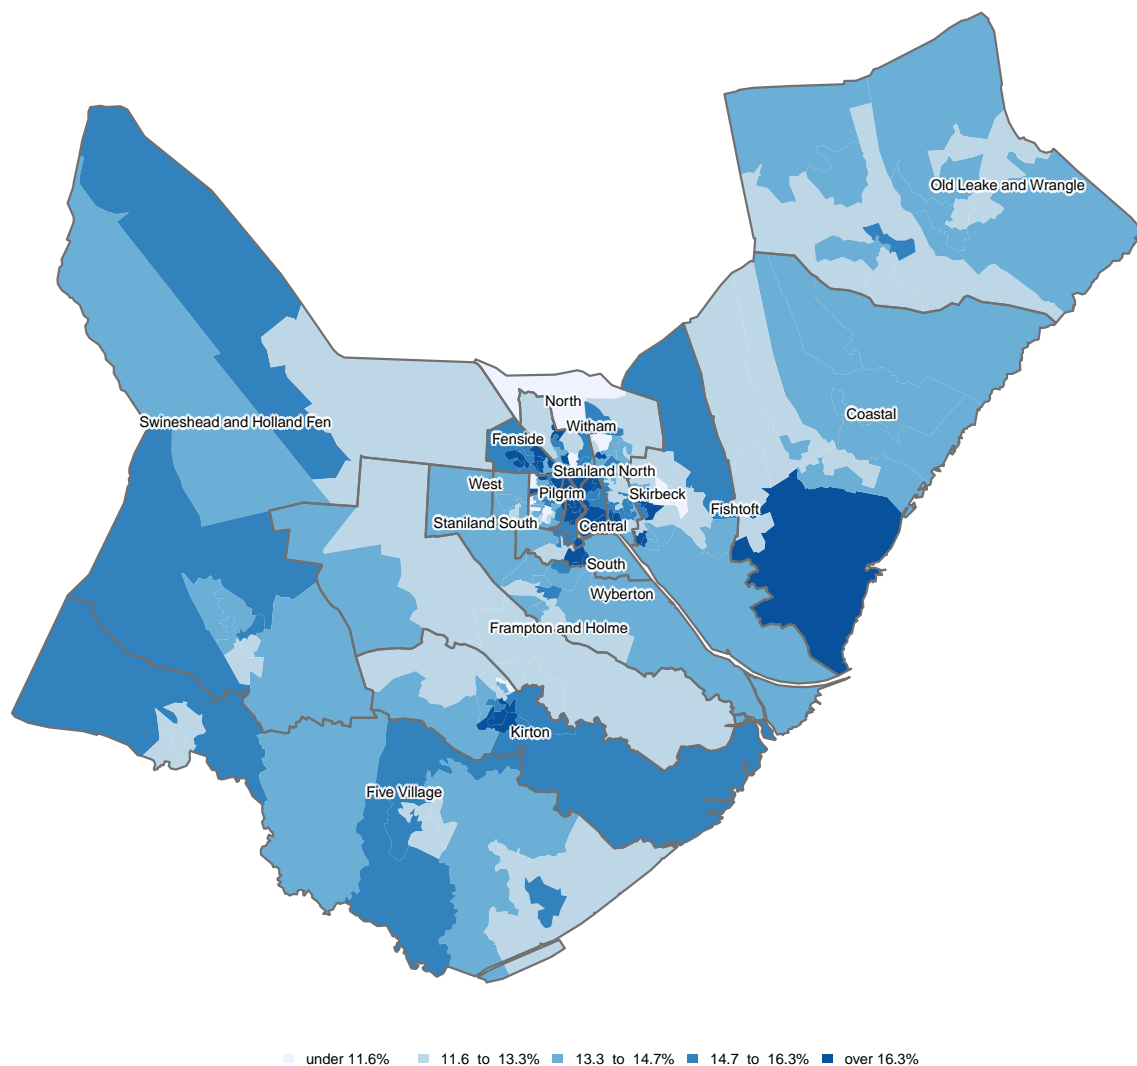 Old Leake and Wrangle
North
Coastal
Swineshead and Holland Fen
Witham
Fenside
Staniland North
West
Pilgrim
Skirbeck
Fishtoft
Staniland South
Central
South
Wyberton
Frampton and Holme
Kirton
Five Village
under 11.6%
11.6 to 13.3%
13.3 to 14.7%
14.7 to 16.3%
over 16.3%